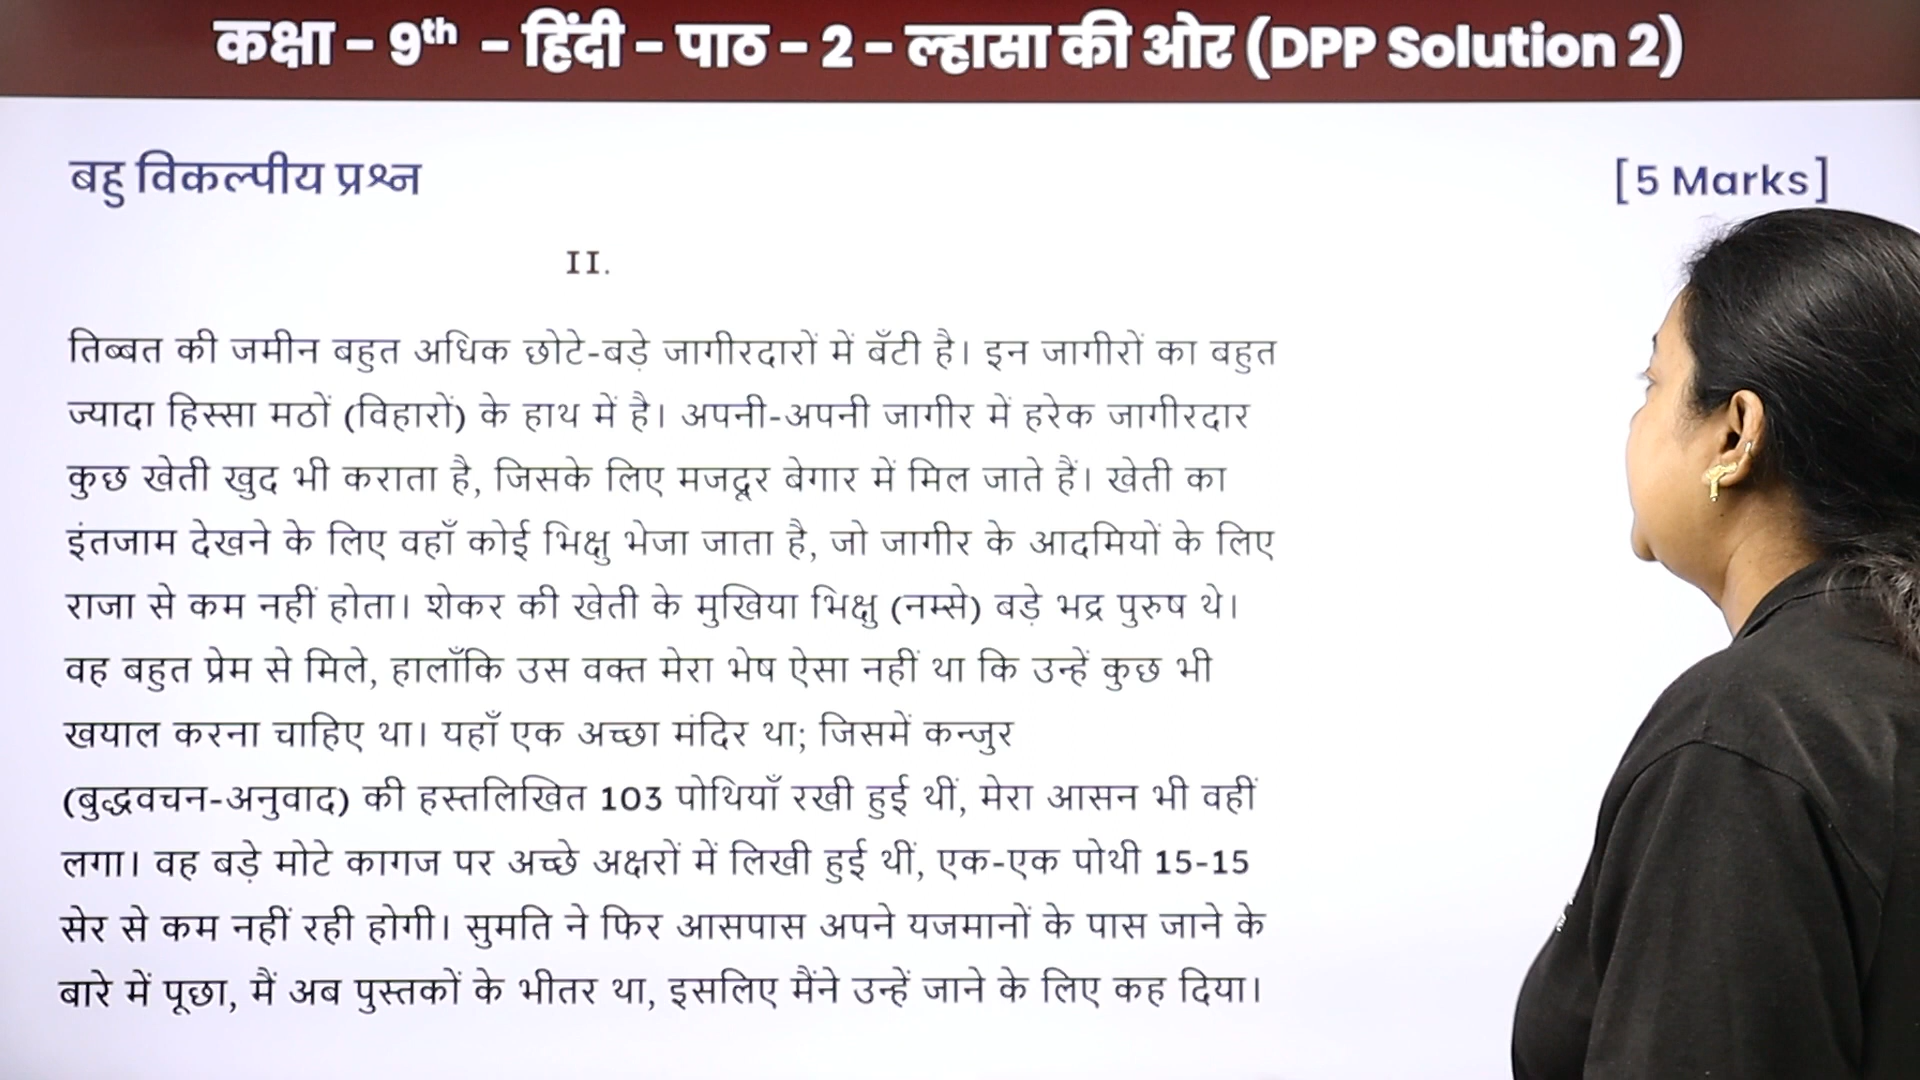 कक्षा – 9th – हिंदी – पाठ – 2 – ल्हासा की ओर (DPP Solution 2)
बहु विकल्पीय प्रश्न [5 Marks]
II.
तिब्बत की जमीन बहुत अधिक छोटे-बड़े जागीरदारों में बँटी है। इन जागीरों का बहुत
ज्यादा हिस्सा मठों (विहारों) के हाथ में है। अपनी-अपनी जागीर में हरेक जागीरदार
कुछ खेती खुद भी कराता है, जिसके लिए मजदूर बेगार में मिल जाते हैं। खेती का
इंतजाम देखने के लिए वहाँ कोई भिक्षु भेजा जाता है, जो जागीर के आदमियों के लिए
राजा से कम नहीं होता। शेकर की खेती के मुखिया भिक्षु (नम्से) बड़े भद्र पुरुष थे।
वह बहुत प्रेम से मिले, हालाँकि उस वक्त मेरा भेष ऐसा नहीं था कि उन्हें कुछ भी
खयाल करना चाहिए था। यहाँ एक अच्छा मंदिर था; जिसमें कन्जुर
(बुद्धवचन-अनुवाद) की हस्तलिखित 103 पोथियाँ रखी हुई थीं, मेरा आसन भी वहीं
लगा। वह बड़े मोटे कागज पर अच्छे अक्षरों में लिखी हुई थीं, एक-एक पोथी 15-15
सेर से कम नहीं रही होगी। सुमति ने फिर आसपास अपने यजमानों के पास जाने के
बारे में पूछा, मैं अब पुस्तकों के भीतर था, इसलिए मैंने उन्हें जाने के लिए कह दिया।